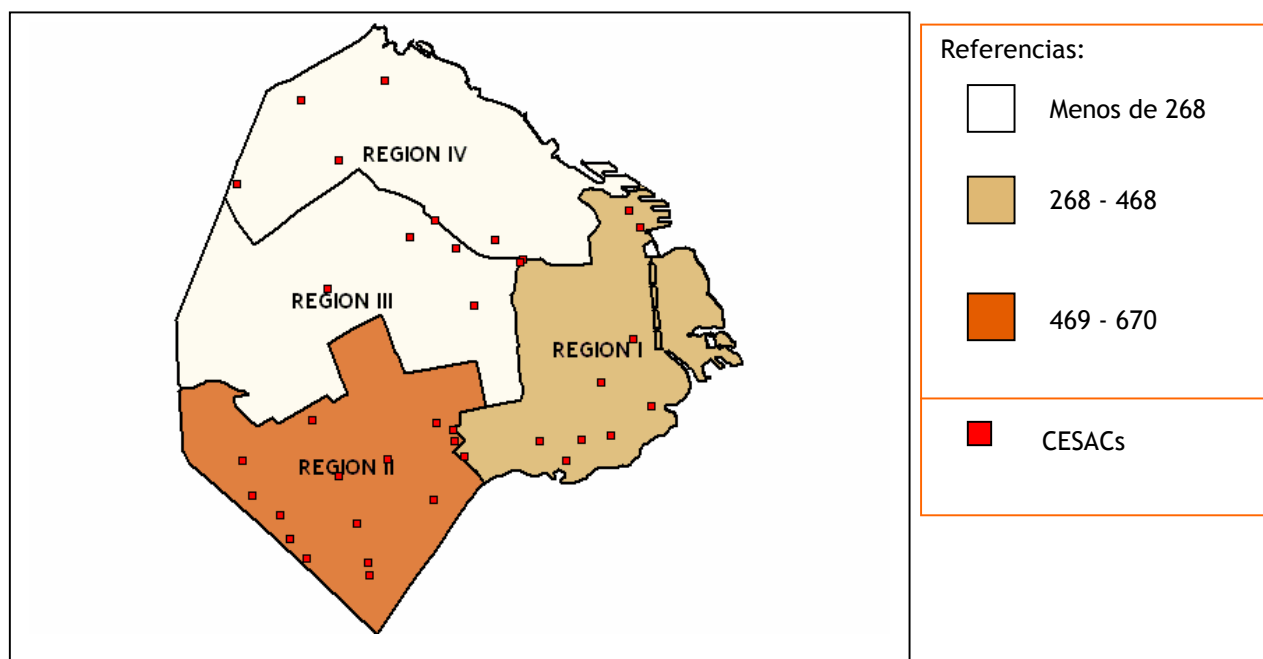 REGION IV
REGION III
REGION I
REGION II
Referencias:
Menos de 268
268 - 468
469 - 670
CESACs